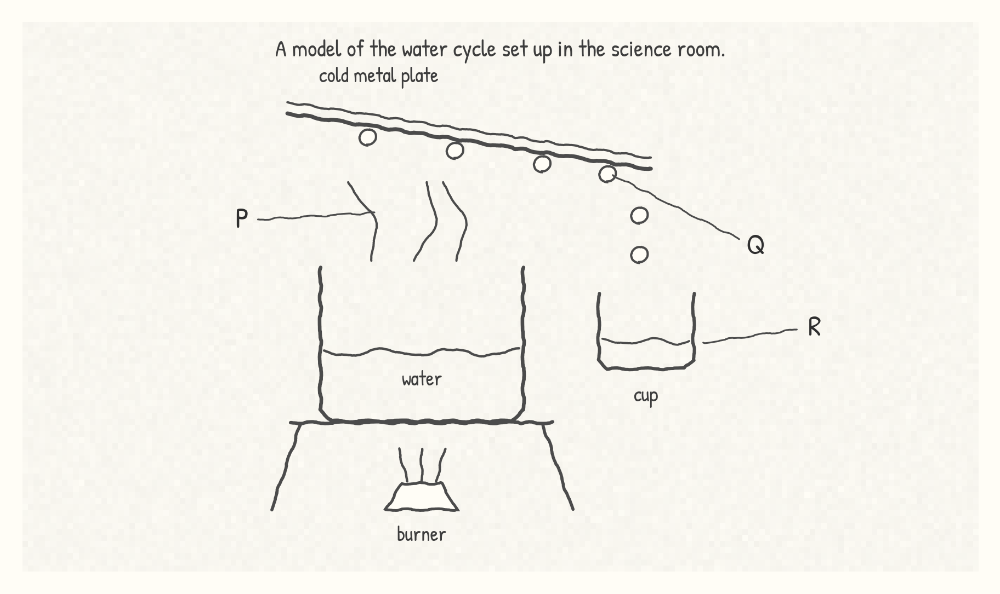 A model of the water cycle set up in the science room.
cold metal plate
P
Q
R
water
cup
burner